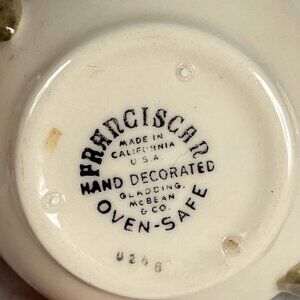 FRANCISCAN
MADE IN
CALIFORNIA
U.S.A.
HAND DECORATED
GLADDING,
McBEAN
& CO.
OVEN-SAFE